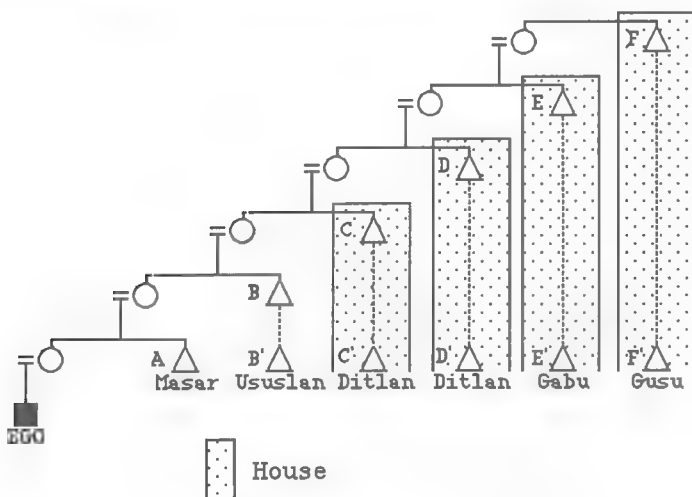 F
E
D
C
B
A B' C' D' E' F'
Masar Ususlan Ditlan Ditlan Gabu Gusu
EGO
House